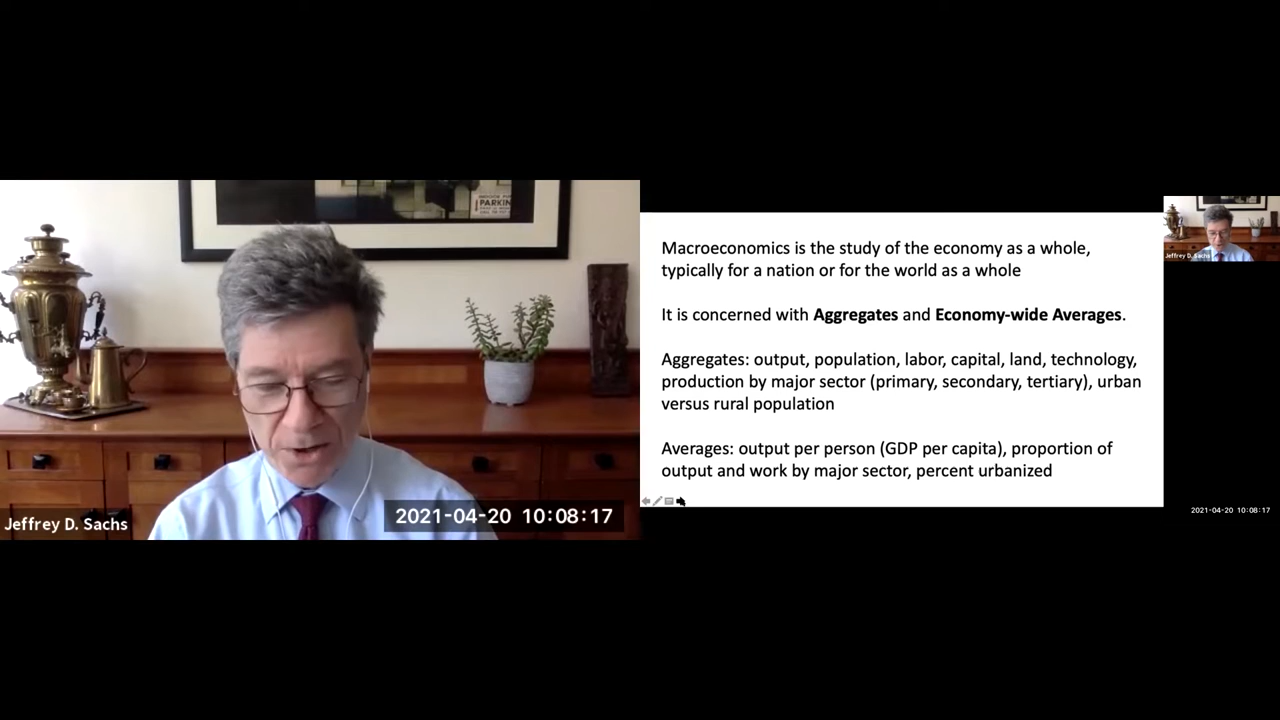 INDOOR
PARKIN
Jeffrey D. Sachs
2021-04-20 10:08:17
Macroeconomics is the study of the economy as a whole,
typically for a nation or for the world as a whole
It is concerned with Aggregates and Economy-wide Averages.
Aggregates: output, population, labor, capital, land, technology,
production by major sector (primary, secondary, tertiary), urban
versus rural population
Averages: output per person (GDP per capita), proportion of
output and work by major sector, percent urbanized
Jeffrey D. Sachs
2021-04-20 10:08:17